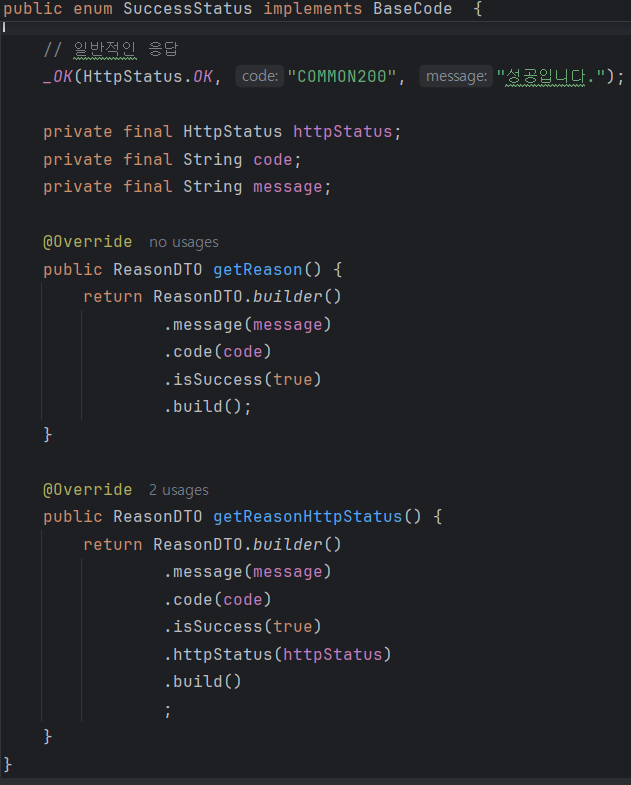 public enum SuccessStatus implements BaseCode  {

    // 일반적인 응답
    _OK(HttpStatus.OK, code: "COMMON200", message: "성공입니다.");

    private final HttpStatus httpStatus;
    private final String code;
    private final String message;

    @Override  no usages
    public ReasonDTO getReason() {
        return ReasonDTO.builder()
                .message(message)
                .code(code)
                .isSuccess(true)
                .build();
    }

    @Override  2 usages
    public ReasonDTO getReasonHttpStatus() {
        return ReasonDTO.builder()
                .message(message)
                .code(code)
                .isSuccess(true)
                .httpStatus(httpStatus)
                .build()
                ;
    }
}